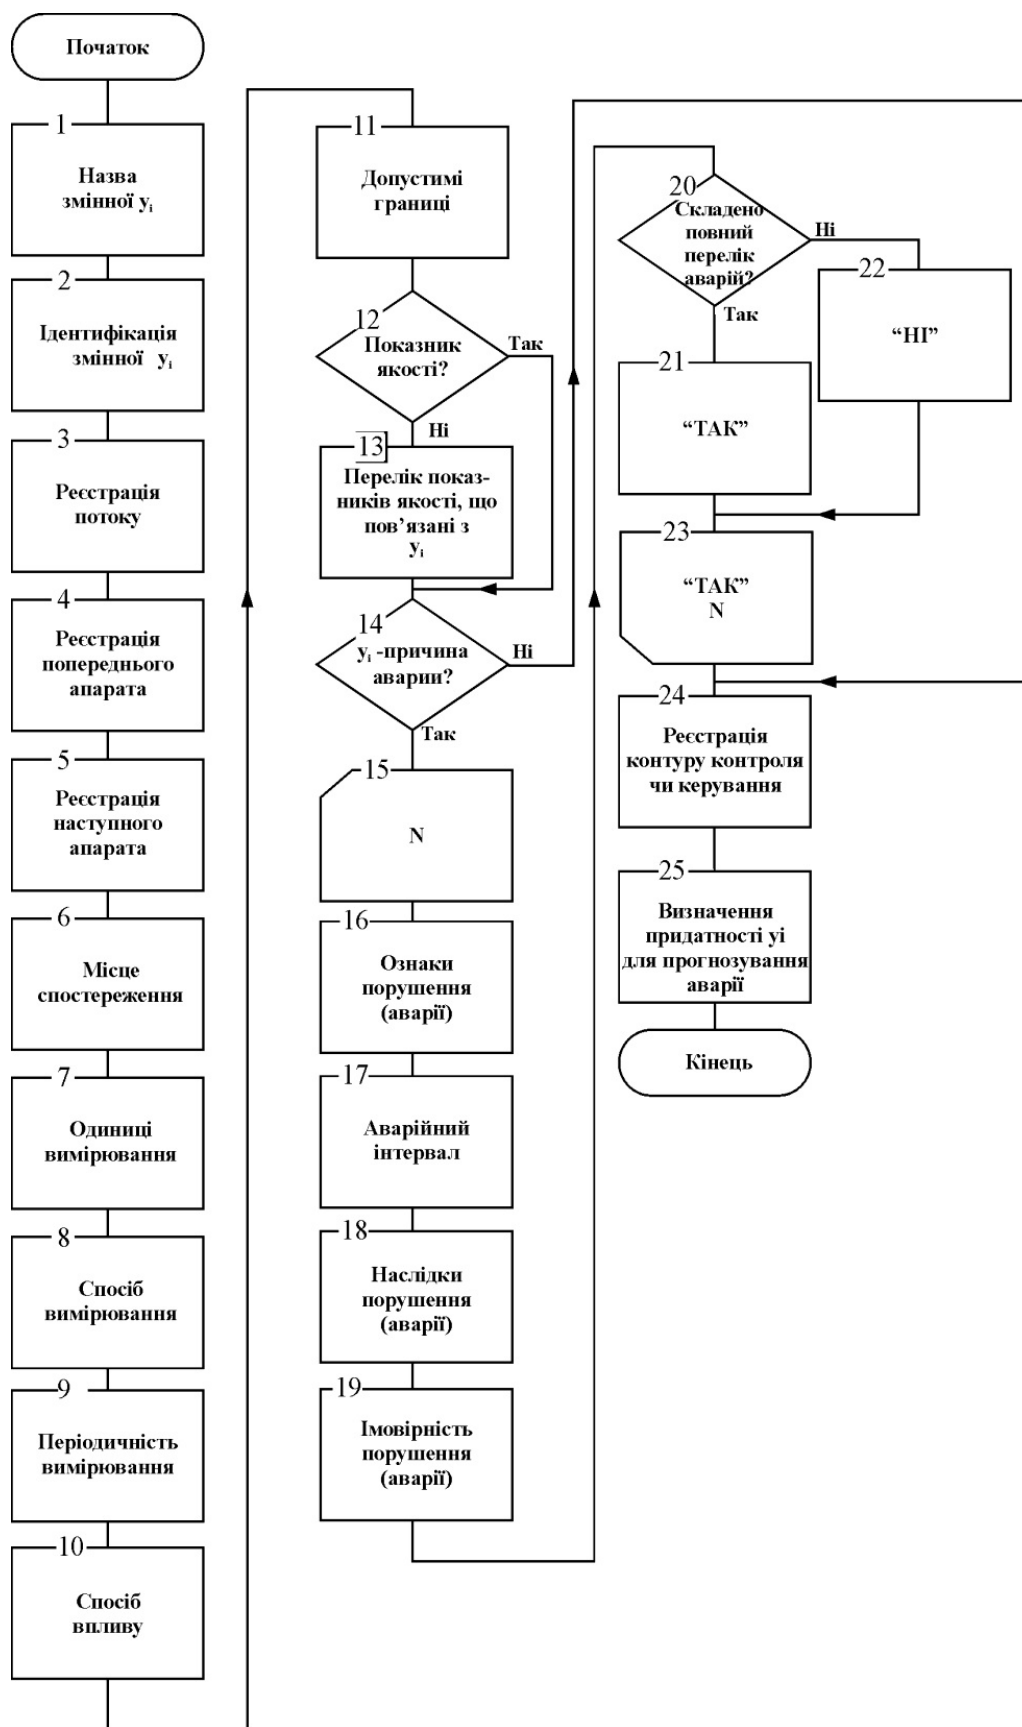 Початок
1
Назва
змінної yᵢ
2
Ідентифікація
змінної yᵢ
3
Реєстрація
потоку
4
Реєстрація
попереднього
апарата
5
Реєстрація
наступного
апарата
6
Місце
спостереження
7
Одиниці
вимірювання
8
Спосіб
вимірювання
9
Періодичність
вимірювання
10
Спосіб
впливу
11
Допустимі
границі
12
Показник
якості?
Так
Ні
13
Перелік показ-
ників якості, що
пов’язані з
yᵢ
14
yᵢ -причина
аварии?
Ні
Так
15
N
16
Ознаки
порушення
(аварії)
17
Аварійний
інтервал
18
Наслідки
порушення
(аварії)
19
Імовірність
порушення
(аварії)
20
Складено
повний
перелік
аварій?
Ні
Так
22
“НІ”
21
“ТАК”
23
“ТАК”
N
24
Реєстрація
контуру контроля
чи керування
25
Визначення
придатності уі
для прогнозування
аварії
Кінець